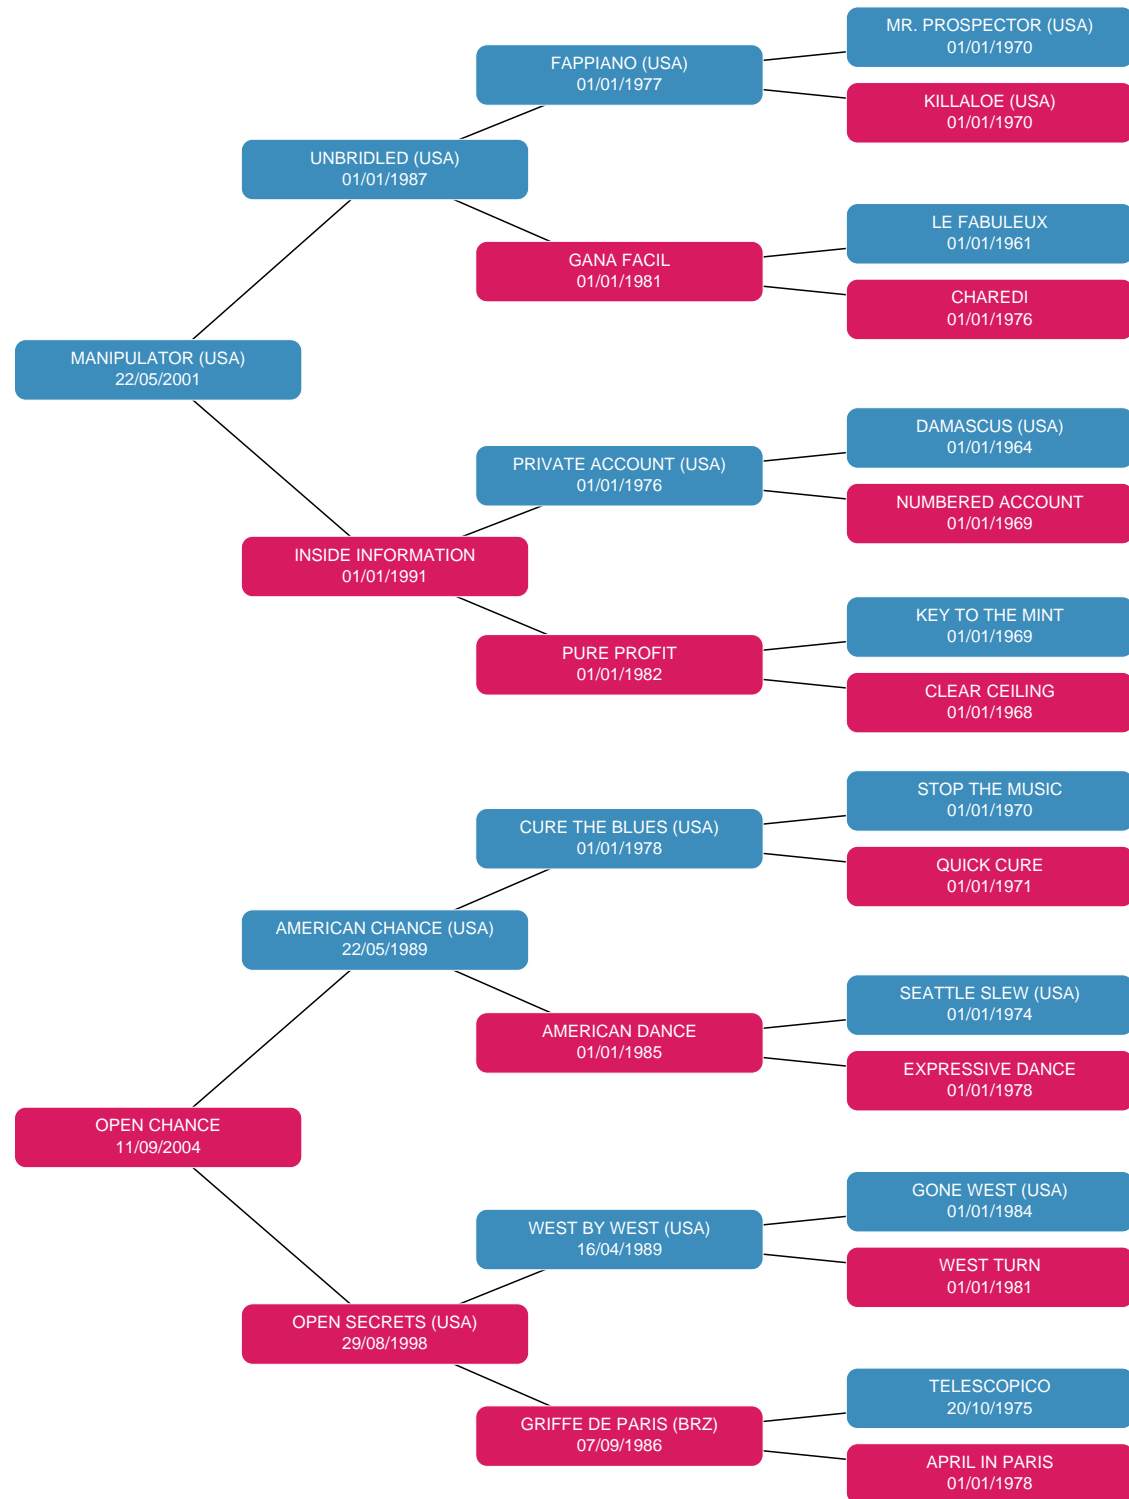 MR. PROSPECTOR (USA)
01/01/1970
FAPPIANO (USA)
01/01/1977
KILLALOE (USA)
01/01/1970
UNBRIDLED (USA)
01/01/1987
LE FABULEUX
01/01/1961
GANA FACIL
01/01/1981
CHAREDI
01/01/1976
MANIPULATOR (USA)
22/05/2001
DAMASCUS (USA)
01/01/1964
PRIVATE ACCOUNT (USA)
01/01/1976
NUMBERED ACCOUNT
01/01/1969
INSIDE INFORMATION
01/01/1991
KEY TO THE MINT
01/01/1969
PURE PROFIT
01/01/1982
CLEAR CEILING
01/01/1968
STOP THE MUSIC
01/01/1970
CURE THE BLUES (USA)
01/01/1978
QUICK CURE
01/01/1971
AMERICAN CHANCE (USA)
22/05/1989
SEATTLE SLEW (USA)
01/01/1974
AMERICAN DANCE
01/01/1985
EXPRESSIVE DANCE
01/01/1978
OPEN CHANCE
11/09/2004
GONE WEST (USA)
01/01/1984
WEST BY WEST (USA)
16/04/1989
WEST TURN
01/01/1981
OPEN SECRETS (USA)
29/08/1998
TELESCOPICO
20/10/1975
GRIFFE DE PARIS (BRZ)
07/09/1986
APRIL IN PARIS
01/01/1978